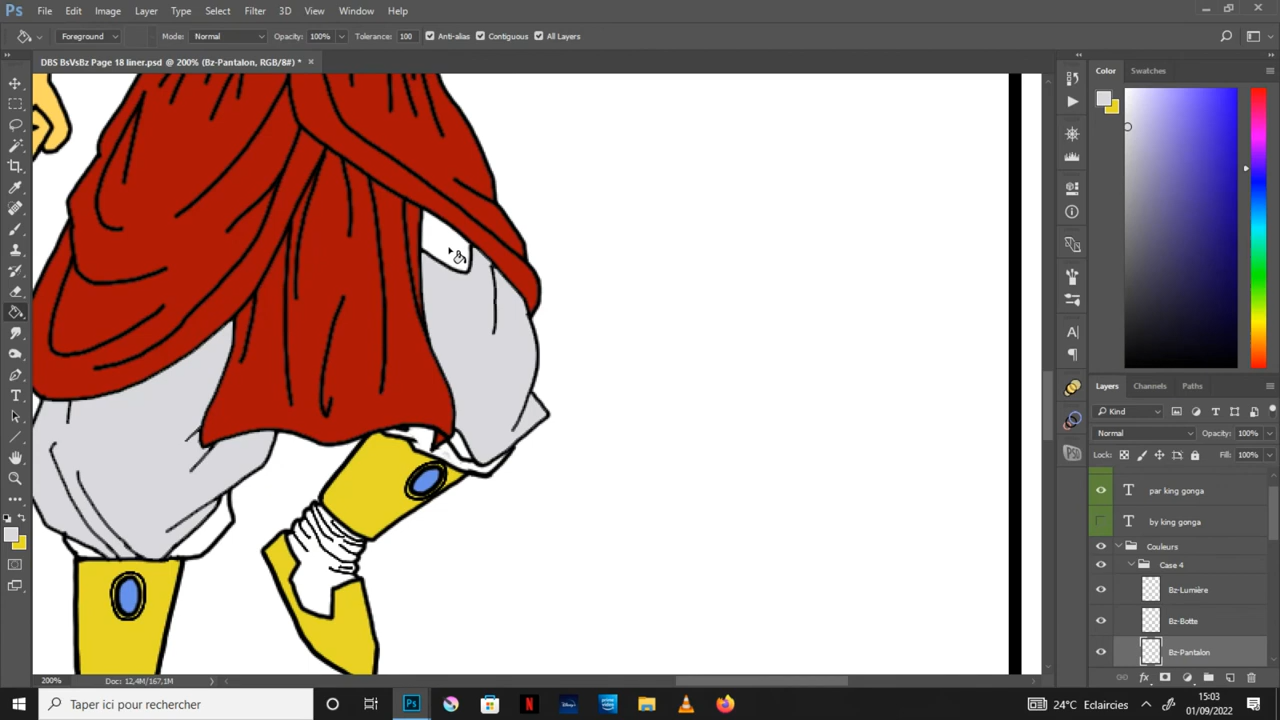 Ps File Edit Image Layer Type Select Filter 3D View Window Help
Foreground Mode: Normal Opacity: 100% Tolerance: 100 Anti-alias Contiguous All Layers
DBS BsVsBz Page 18 liner.psd @ 200% (Bz-Pantalon, RGB/8#) * ×
Color Swatches
Layers Channels Paths
Kind
Normal Opacity: 100%
Lock: Fill: 100%
T par king gonga
T by king gonga
Couleurs
Case 4
Bz-Lumière
Bz-Botte
Bz-Pantalon
200% Doc: 12,4M/167,1M
Taper ici pour rechercher
24°C Eclaircies
15:03
01/09/2022